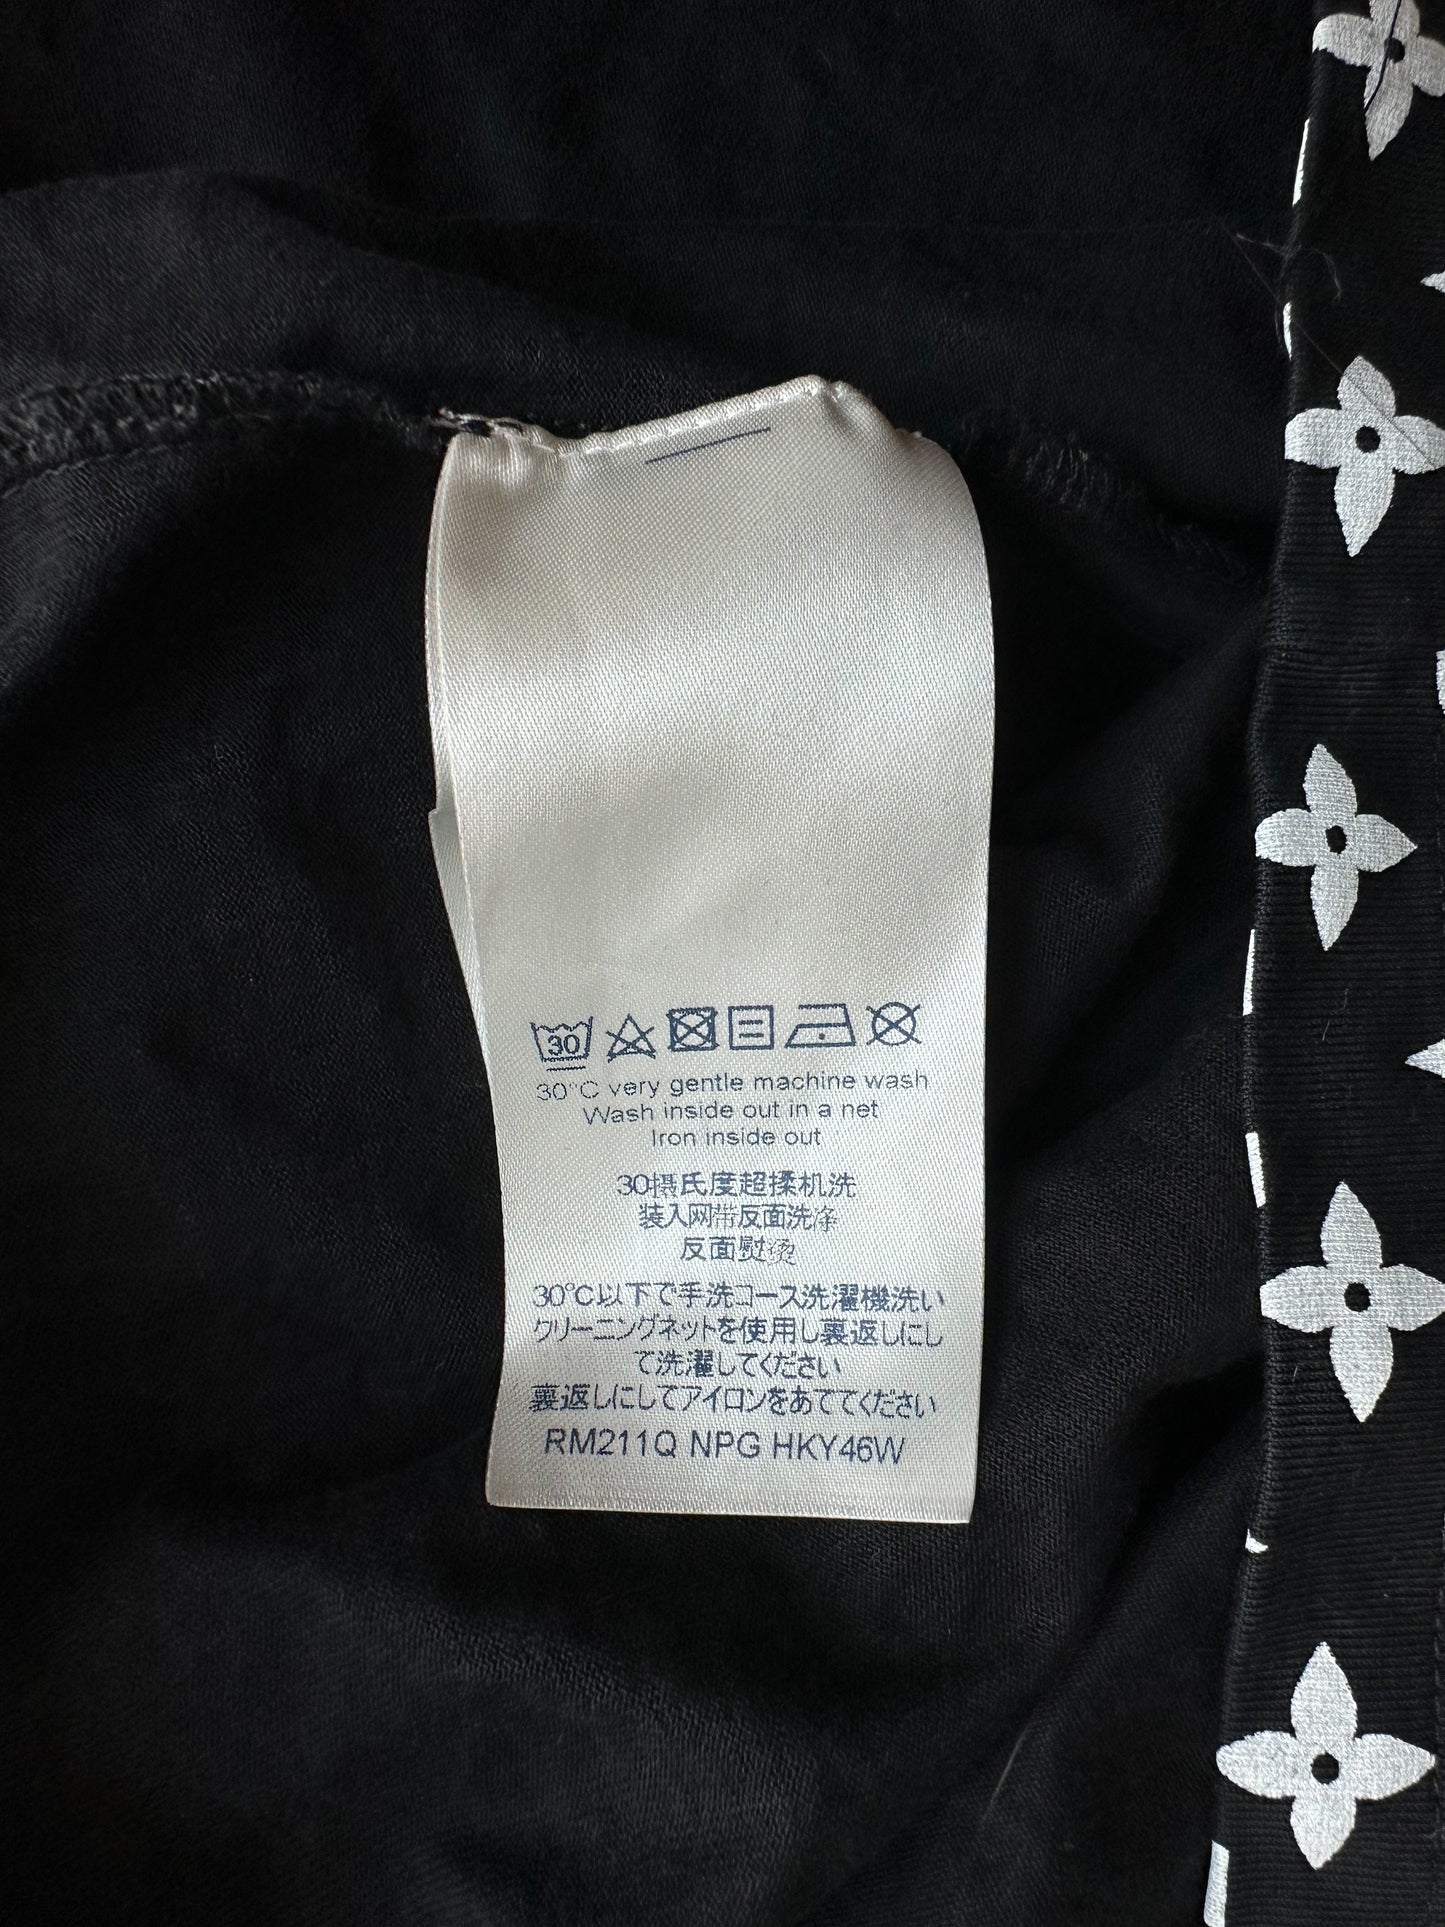 30
30°C very gentle machine wash
Wash inside out in a net
Iron inside out
30摄氏度超揉机洗
装入网带反面洗净
反面熨烫
30°C以下で手洗コース洗濯機洗い
クリーニングネットを使用し裏返しにし
て洗濯してください
裏返しにしてアイロンをあててください
RM211Q NPG HKY46W